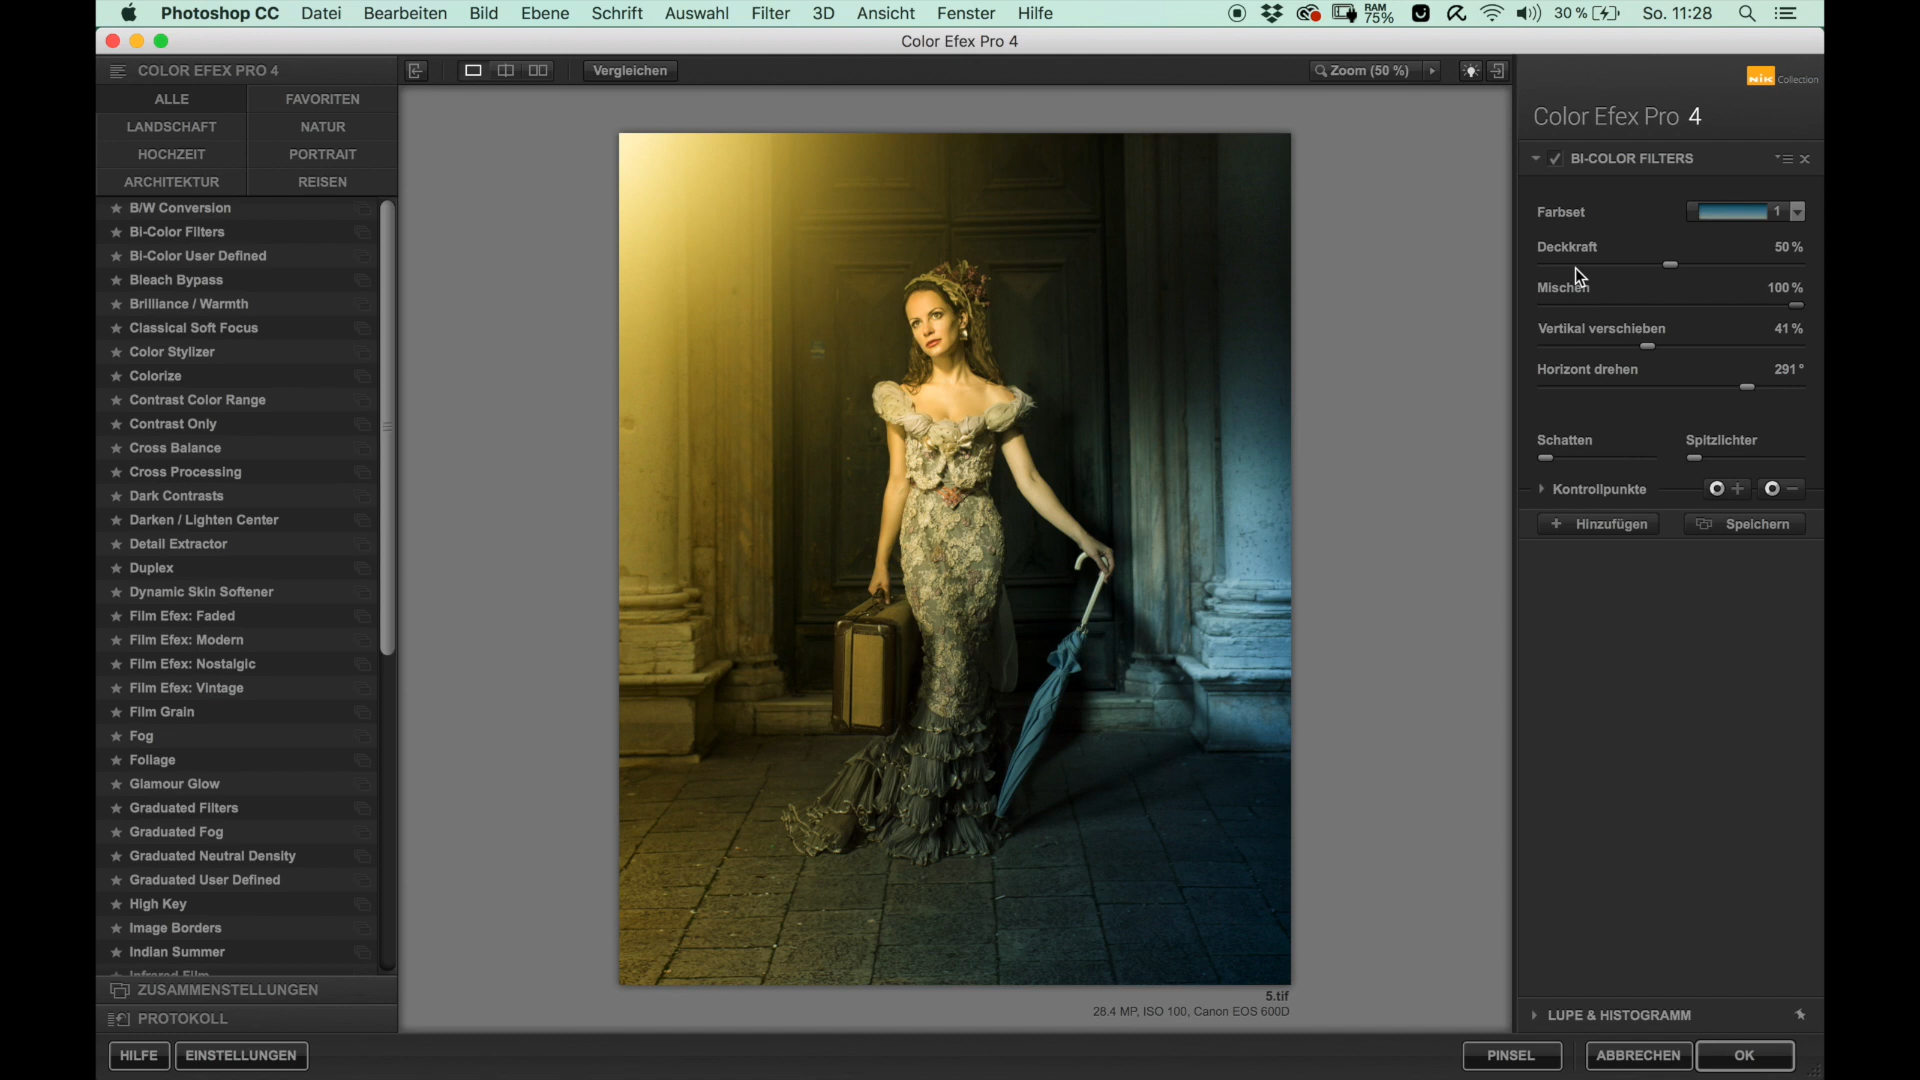 Photoshop CC Datei Bearbeiten Bild Ebene Schrift Auswahl Filter 3D Ansicht Fenster Hilfe RAM 75% 30 % So. 11:28
Color Efex Pro 4
COLOR EFEX PRO 4
Vergleichen
Zoom (50 %)
ALLE FAVORITEN
LANDSCHAFT NATUR
HOCHZEIT PORTRAIT
ARCHITEKTUR REISEN
B/W Conversion
Bi-Color Filters
Bi-Color User Defined
Bleach Bypass
Brilliance / Warmth
Classical Soft Focus
Color Stylizer
Colorize
Contrast Color Range
Contrast Only
Cross Balance
Cross Processing
Dark Contrasts
Darken / Lighten Center
Detail Extractor
Duplex
Dynamic Skin Softener
Film Efex: Faded
Film Efex: Modern
Film Efex: Nostalgic
Film Efex: Vintage
Film Grain
Fog
Foliage
Glamour Glow
Graduated Filters
Graduated Fog
Graduated Neutral Density
Graduated User Defined
High Key
Image Borders
Indian Summer
Infrared Film
ZUSAMMENSTELLUNGEN
PROTOKOLL
HILFE EINSTELLUNGEN
5.tif
28.4 MP, ISO 100, Canon EOS 600D
Nik Collection
Color Efex Pro 4
BI-COLOR FILTERS
Farbset 1
Deckkraft 50 %
Mischen 100 %
Vertikal verschieben 41 %
Horizont drehen 291 °
Schatten Spitzlichter
Kontrollpunkte
Hinzufügen Speichern
LUPE & HISTOGRAMM
PINSEL ABBRECHEN OK